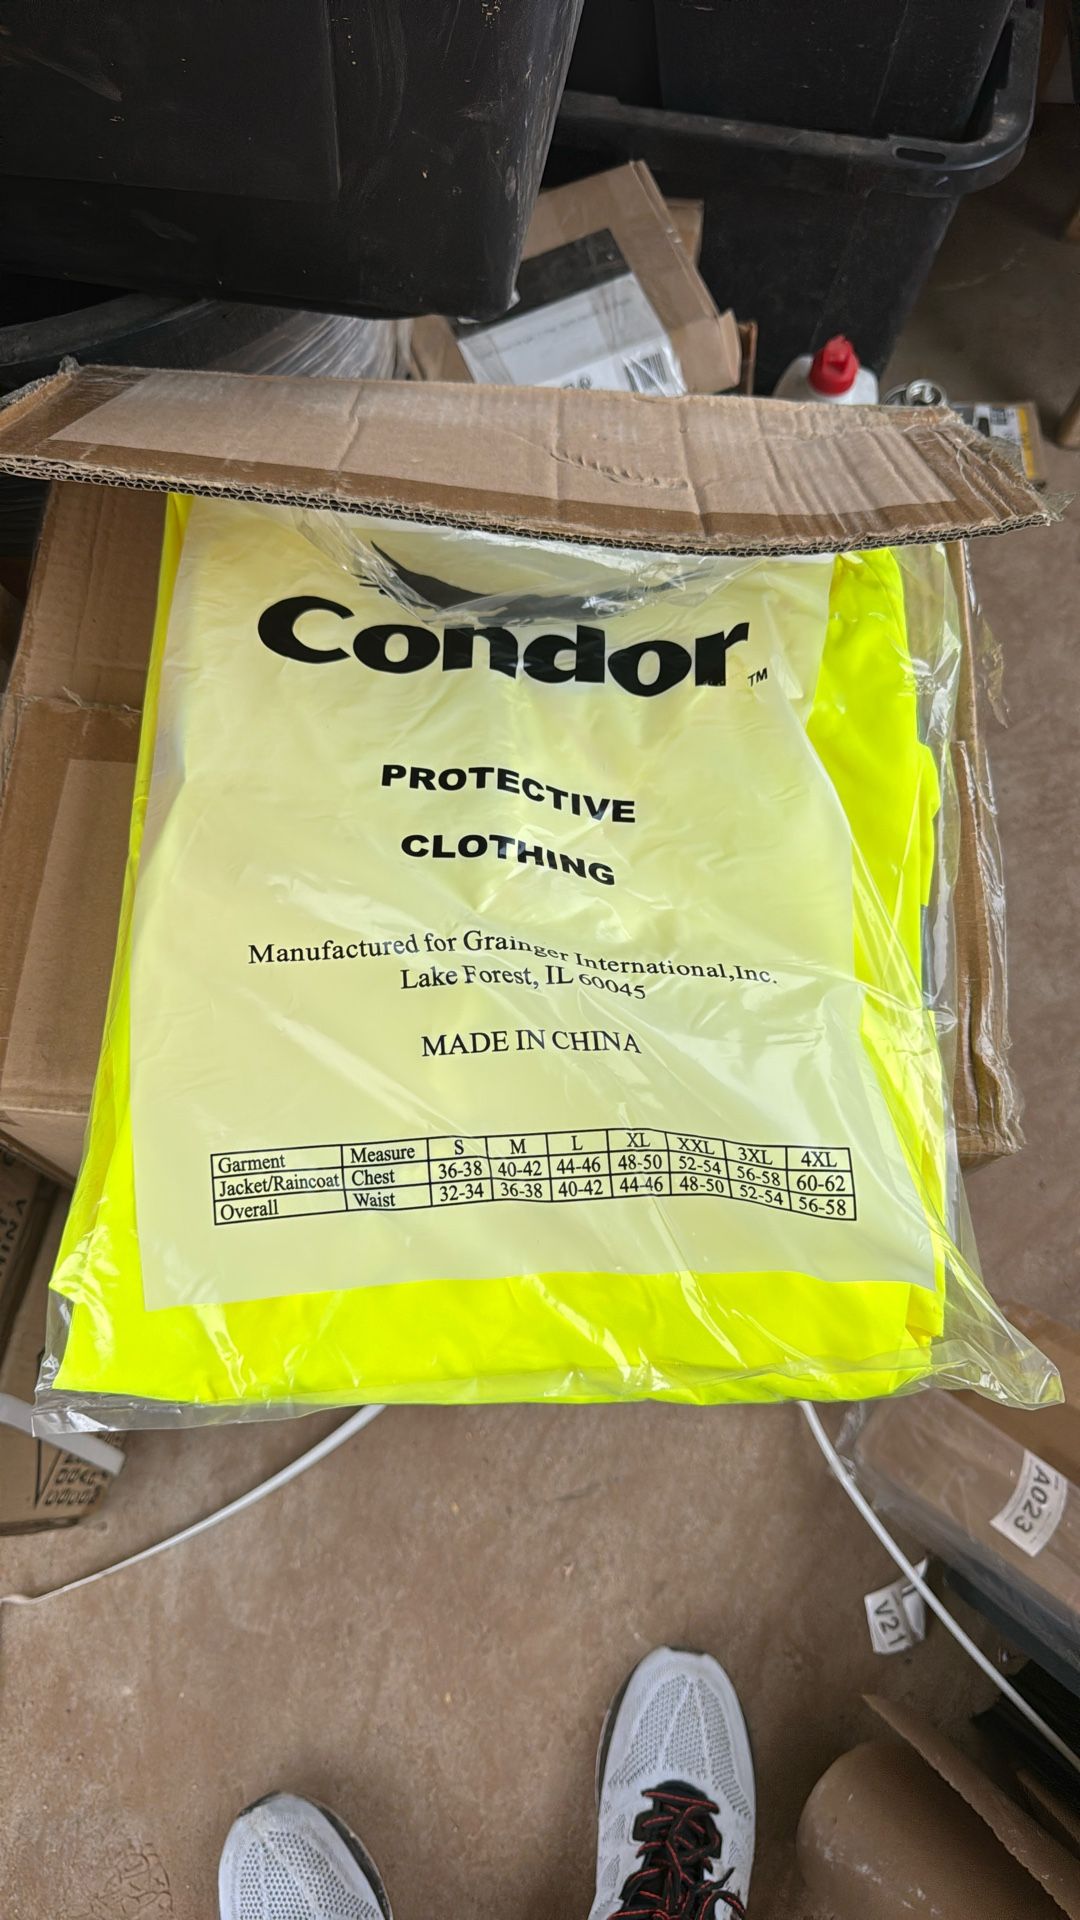 Condor™
PROTECTIVE
CLOTHING
Manufactured for Grainger International,Inc.
Lake Forest, IL 60045
MADE IN CHINA
Garment Measure S M L XL XXL 3XL 4XL
Jacket/Raincoat Chest 36-38 40-42 44-46 48-50 52-54 56-58 60-62
Overall Waist 32-34 36-38 40-42 44-46 48-50 52-54 56-58
A023
V21